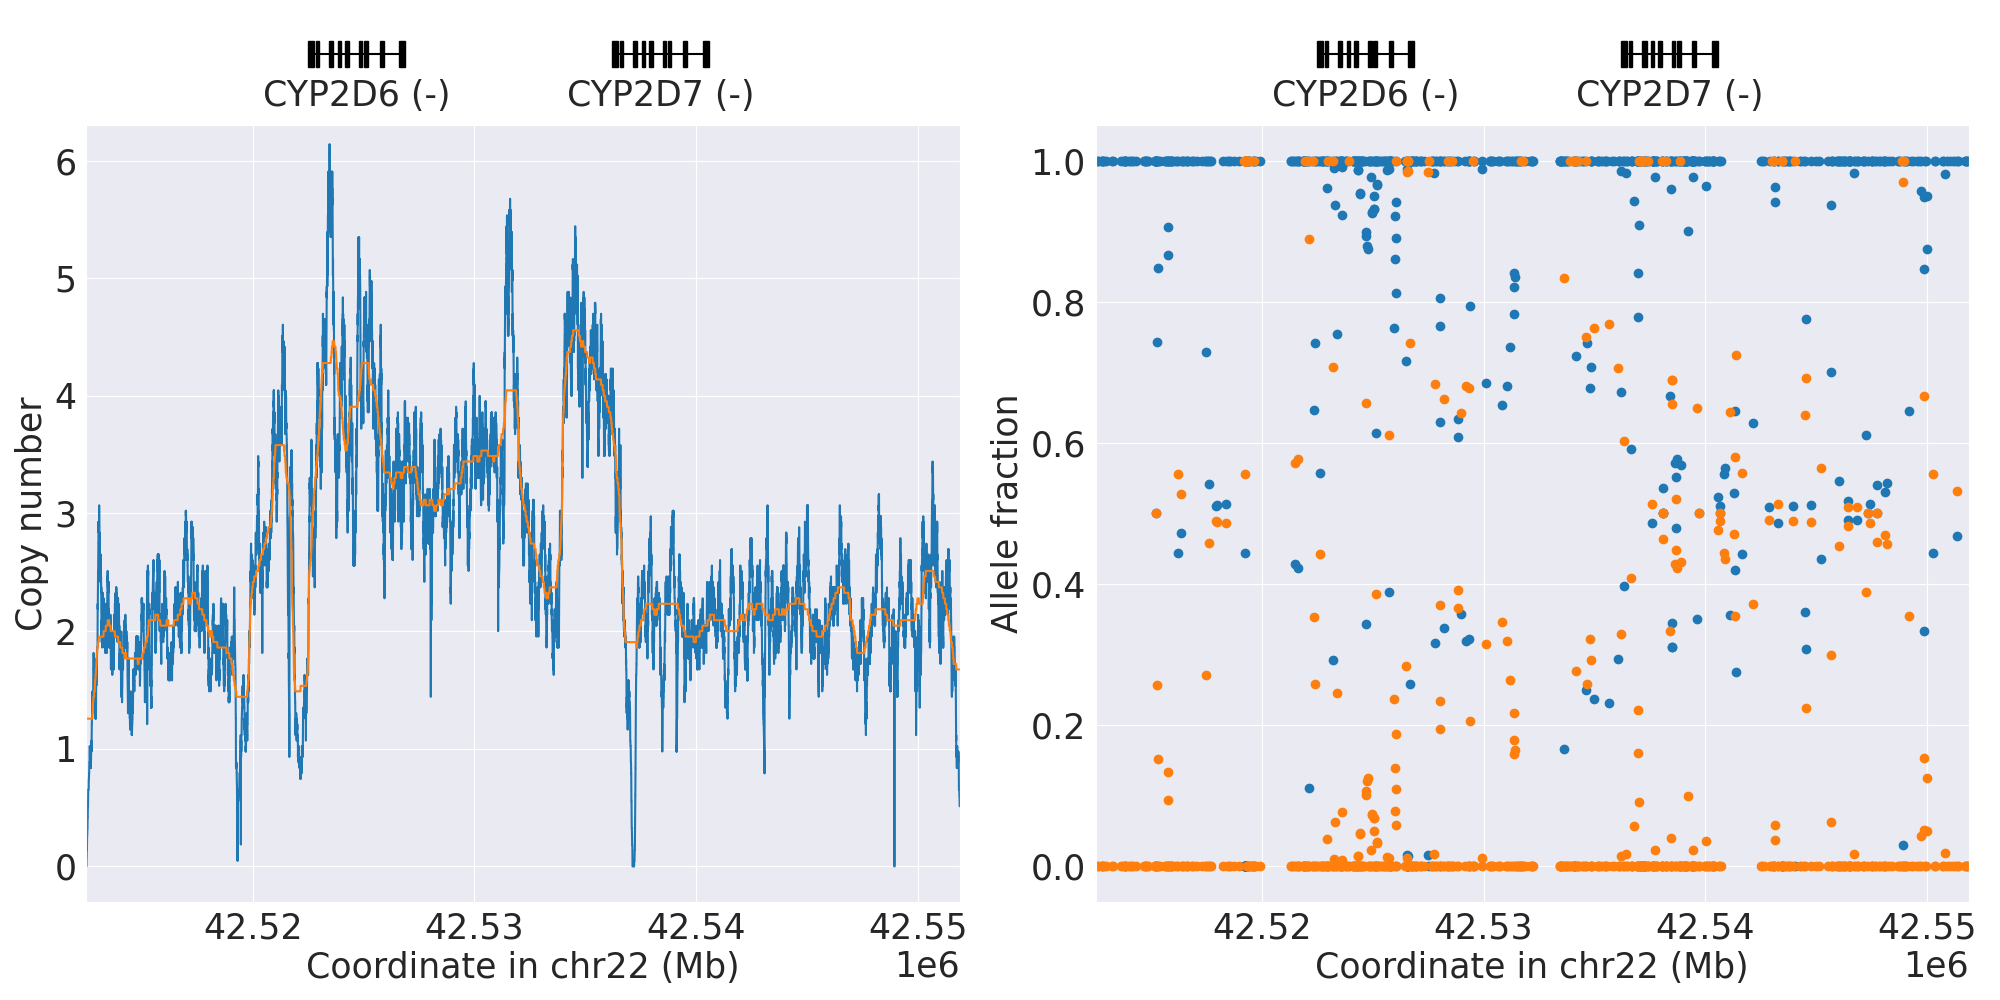 CYP2D6 (-) CYP2D7 (-)
Copy number
6
5
4
3
2
1
0
42.52 42.53 42.54 42.55
Coordinate in chr22 (Mb) 1e6
CYP2D6 (-) CYP2D7 (-)
Allele fraction
1.0
0.8
0.6
0.4
0.2
0.0
42.52 42.53 42.54 42.55
Coordinate in chr22 (Mb) 1e6